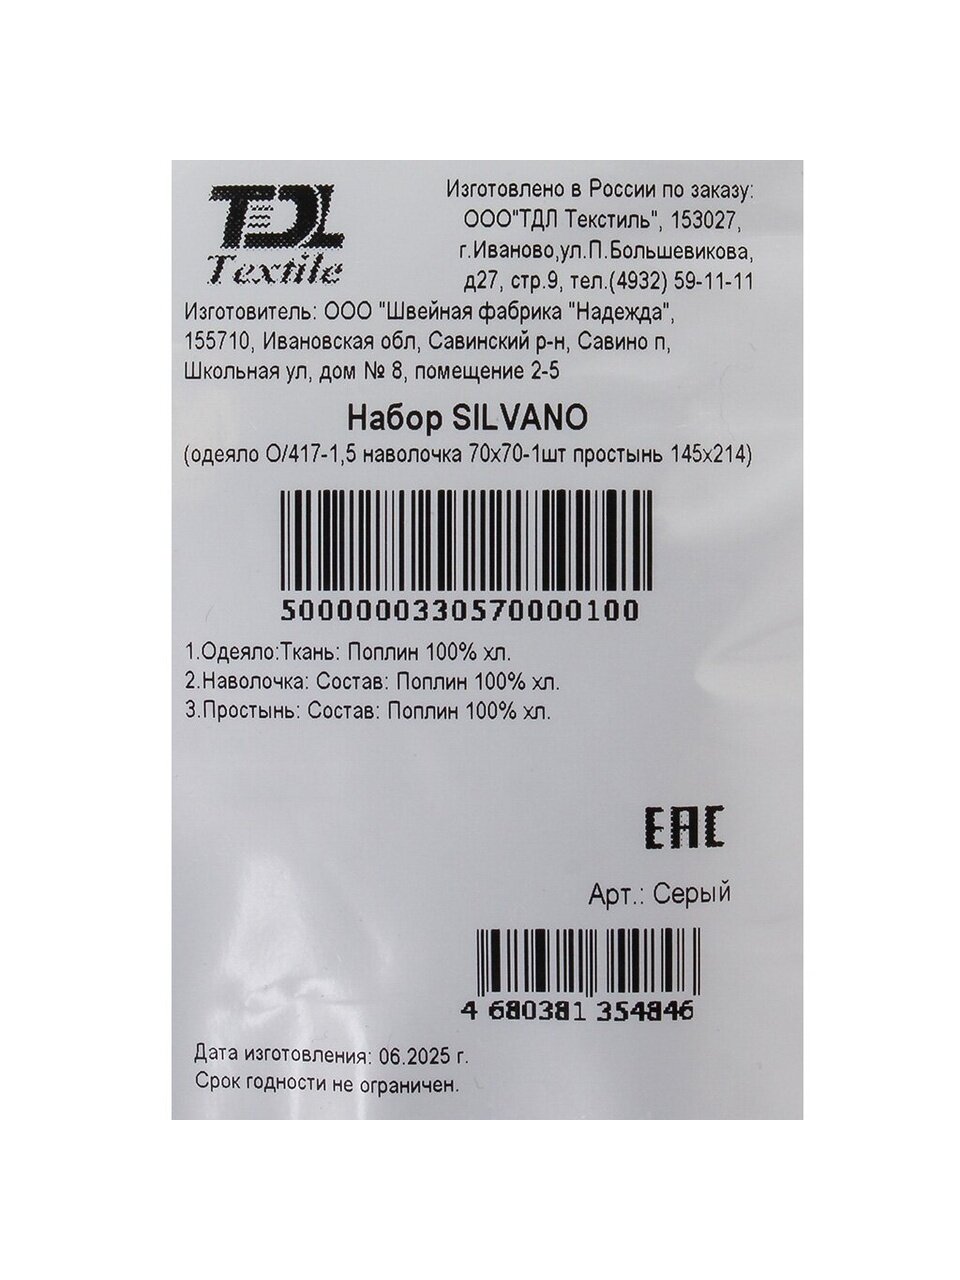 TDL
Textile
Изготовлено в России по заказу:
ООО"ТДЛ Текстиль", 153027,
г.Иваново,ул.П.Большевикова,
д27, стр.9, тел.(4932) 59-11-11
Изготовитель: ООО "Швейная фабрика "Надежда",
155710, Ивановская обл, Савинский р-н, Савино п,
Школьная ул, дом № 8, помещение 2-5
Набор SILVANO
(одеяло О/417-1,5 наволочка 70х70-1шт простынь 145х214)
5000000330570000100
1.Одеяло:Ткань: Поплин 100% хл.
2.Наволочка: Состав: Поплин 100% хл.
3.Простынь: Состав: Поплин 100% хл.
ЕАС
Арт.: Серый
4 680381 354846
Дата изготовления: 06.2025 г.
Срок годности не ограничен.